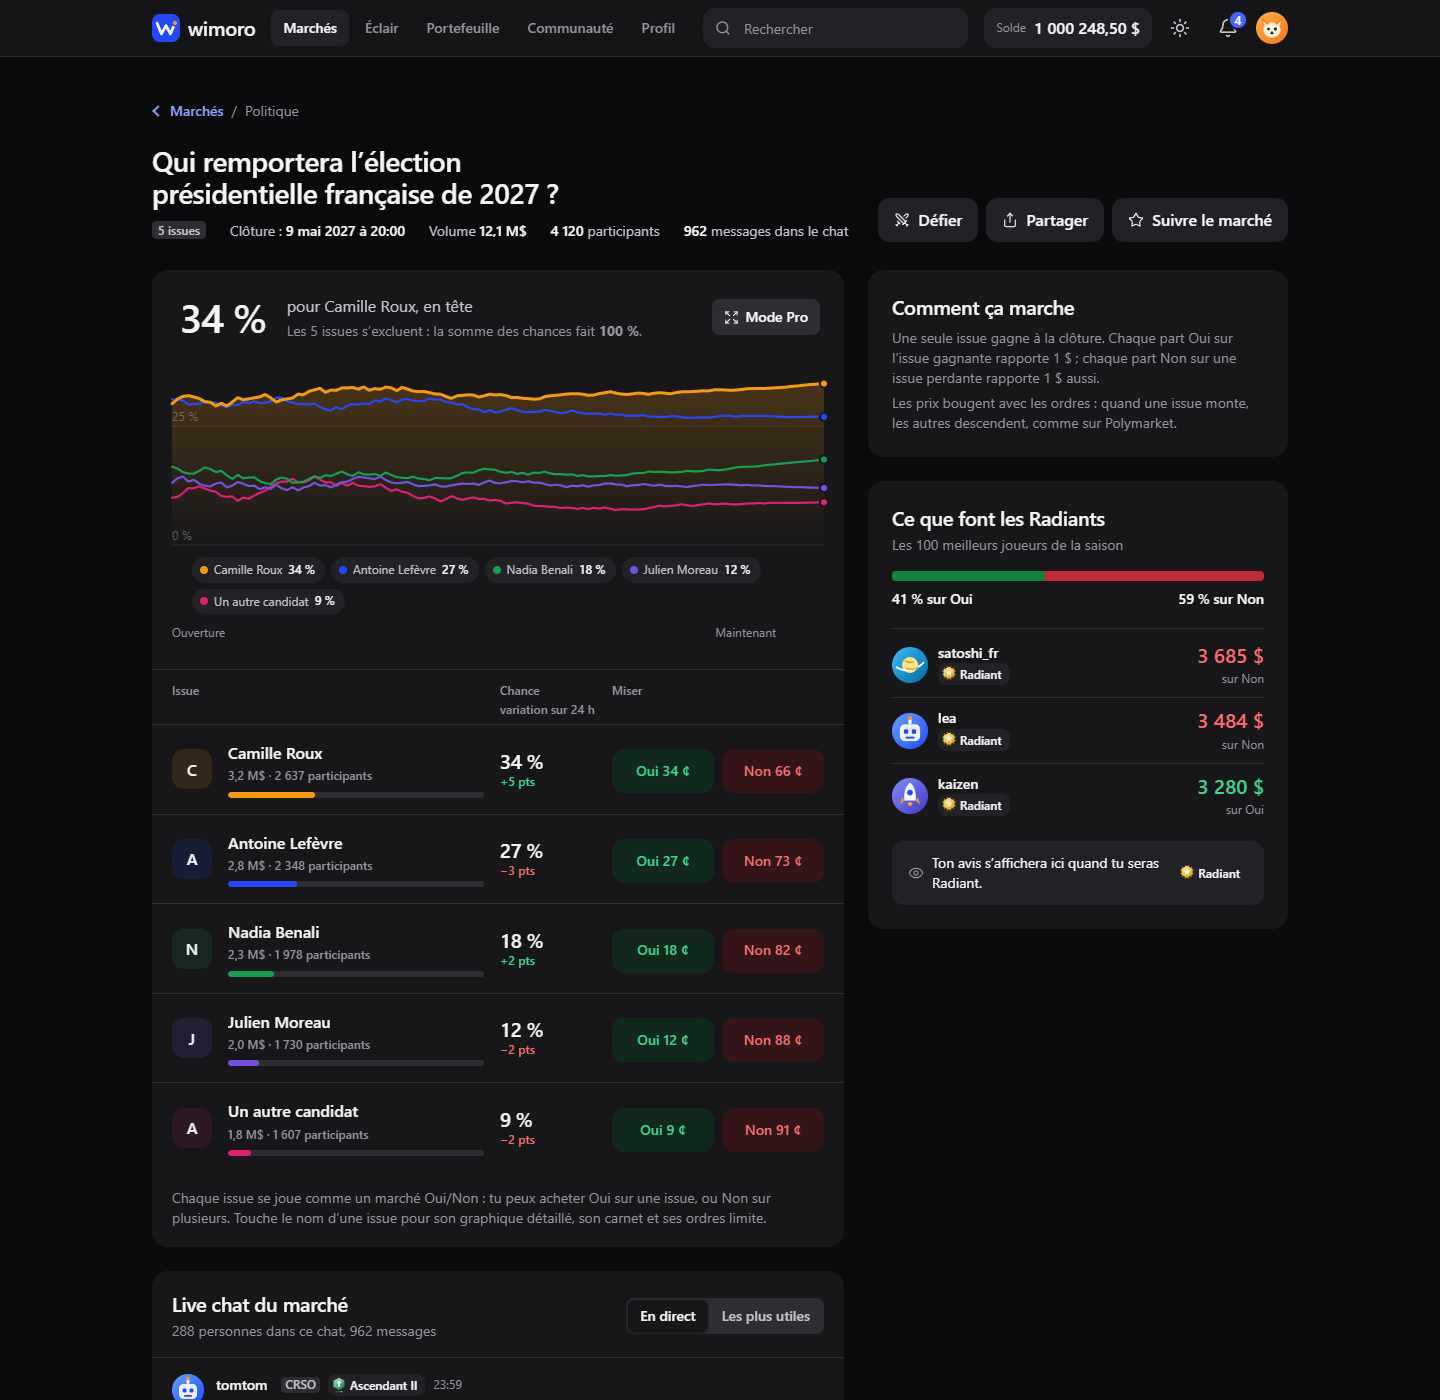 wimoro
Marchés
Éclair
Portefeuille
Communauté
Profil
Rechercher
Solde 1 000 248,50 $
4
Marchés / Politique
Qui remportera l’élection
présidentielle française de 2027 ?
5 issues
Clôture : 9 mai 2027 à 20:00
Volume 12,1 M$
4 120 participants
962 messages dans le chat
Défier
Partager
Suivre le marché
34 %
pour Camille Roux, en tête
Les 5 issues s’excluent : la somme des chances fait 100 %.
Mode Pro
25 %
0 %
Camille Roux 34 %
Antoine Lefèvre 27 %
Nadia Benali 18 %
Julien Moreau 12 %
Un autre candidat 9 %
Ouverture
Maintenant
Issue
Chance
variation sur 24 h
Miser
C
Camille Roux
3,2 M$ · 2 637 participants
34 %
+5 pts
Oui 34 ¢
Non 66 ¢
A
Antoine Lefèvre
2,8 M$ · 2 348 participants
27 %
−3 pts
Oui 27 ¢
Non 73 ¢
N
Nadia Benali
2,3 M$ · 1 978 participants
18 %
+2 pts
Oui 18 ¢
Non 82 ¢
J
Julien Moreau
2,0 M$ · 1 730 participants
12 %
−2 pts
Oui 12 ¢
Non 88 ¢
A
Un autre candidat
1,8 M$ · 1 607 participants
9 %
−2 pts
Oui 9 ¢
Non 91 ¢
Chaque issue se joue comme un marché Oui/Non : tu peux acheter Oui sur une issue, ou Non sur
plusieurs. Touche le nom d’une issue pour son graphique détaillé, son carnet et ses ordres limite.
Live chat du marché
288 personnes dans ce chat, 962 messages
En direct
Les plus utiles
tomtom CRSO Ascendant II 23:59
Comment ça marche
Une seule issue gagne à la clôture. Chaque part Oui sur
l’issue gagnante rapporte 1 $ ; chaque part Non sur une
issue perdante rapporte 1 $ aussi.
Les prix bougent avec les ordres : quand une issue monte,
les autres descendent, comme sur Polymarket.
Ce que font les Radiants
Les 100 meilleurs joueurs de la saison
41 % sur Oui
59 % sur Non
satoshi_fr
Radiant
3 685 $
sur Non
lea
Radiant
3 484 $
sur Non
kaizen
Radiant
3 280 $
sur Oui
Ton avis s’affichera ici quand tu seras
Radiant.
Radiant